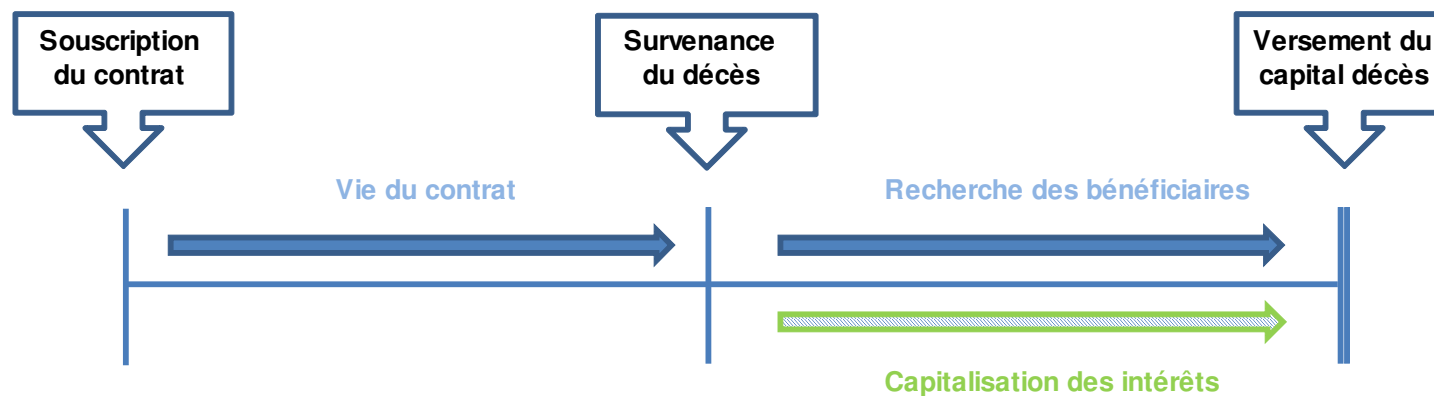 Souscription
du contrat
Survenance
du décès
Versement du
capital décès
Vie du contrat
Recherche des bénéficiaires
Capitalisation des intérêts